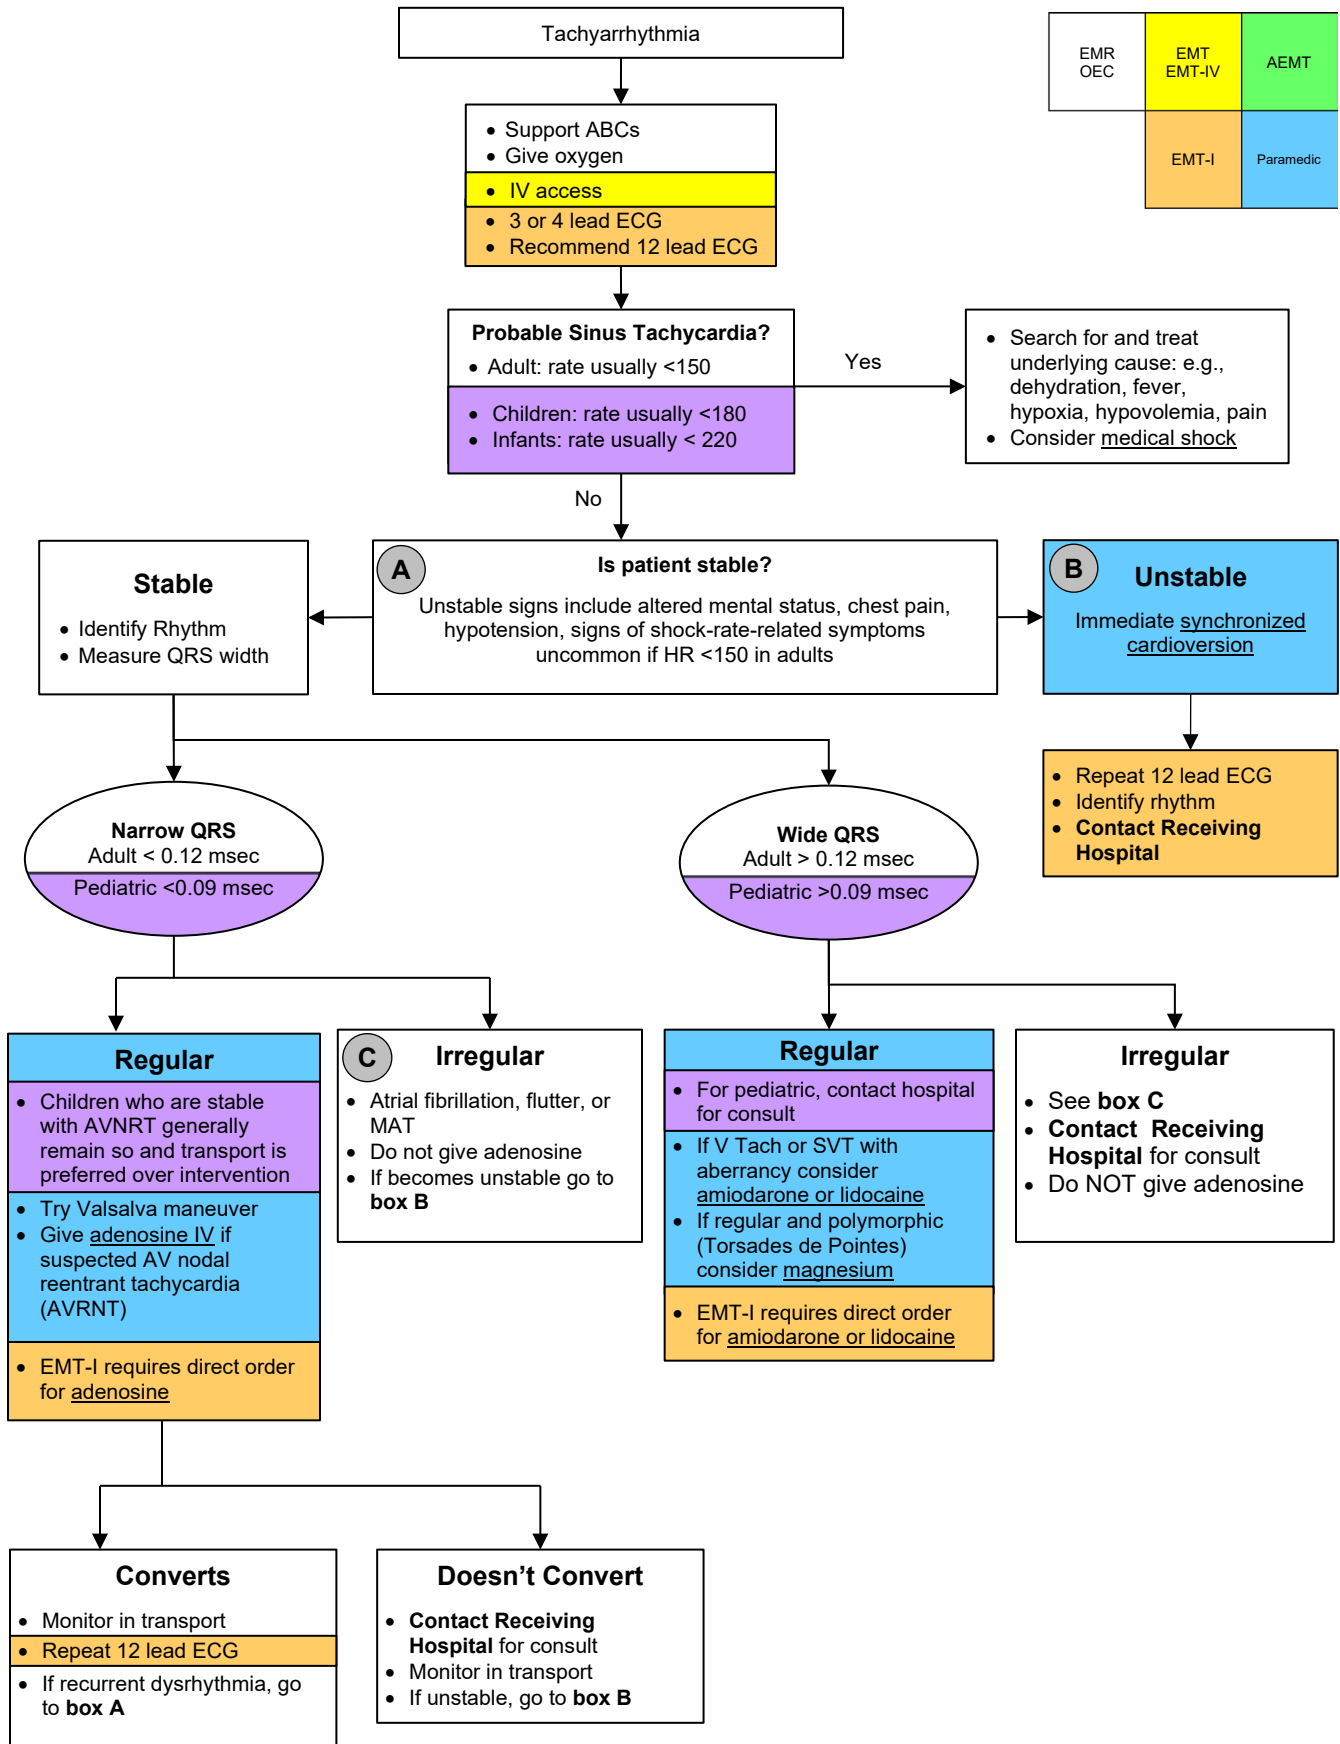 Tachyarrhythmia
EMR
OEC
EMT
EMT-IV
AEMT
EMT-I
Paramedic
• Support ABCs
• Give oxygen
• IV access
• 3 or 4 lead ECG
• Recommend 12 lead ECG
Probable Sinus Tachycardia?
• Adult: rate usually <150
• Children: rate usually <180
• Infants: rate usually < 220
Yes
• Search for and treat
underlying cause: e.g.,
dehydration, fever,
hypoxia, hypovolemia, pain
• Consider medical shock
No
Stable
• Identify Rhythm
• Measure QRS width
A
Is patient stable?
Unstable signs include altered mental status, chest pain,
hypotension, signs of shock-rate-related symptoms
uncommon if HR <150 in adults
B
Unstable
Immediate synchronized
cardioversion
• Repeat 12 lead ECG
• Identify rhythm
• Contact Receiving
Hospital
Narrow QRS
Adult < 0.12 msec
Pediatric <0.09 msec
Wide QRS
Adult > 0.12 msec
Pediatric >0.09 msec
Regular
• Children who are stable
with AVNRT generally
remain so and transport is
preferred over intervention
• Try Valsalva maneuver
• Give adenosine IV if
suspected AV nodal
reentrant tachycardia
(AVRNT)
• EMT-I requires direct order
for adenosine
C
Irregular
• Atrial fibrillation, flutter, or
MAT
• Do not give adenosine
• If becomes unstable go to
box B
Regular
• For pediatric, contact hospital
for consult
• If V Tach or SVT with
aberrancy consider
amiodarone or lidocaine
• If regular and polymorphic
(Torsades de Pointes)
consider magnesium
• EMT-I requires direct order
for amiodarone or lidocaine
Irregular
• See box C
• Contact Receiving
Hospital for consult
• Do NOT give adenosine
Converts
• Monitor in transport
• Repeat 12 lead ECG
• If recurrent dysrhythmia, go
to box A
Doesn’t Convert
• Contact Receiving
Hospital for consult
• Monitor in transport
• If unstable, go to box B